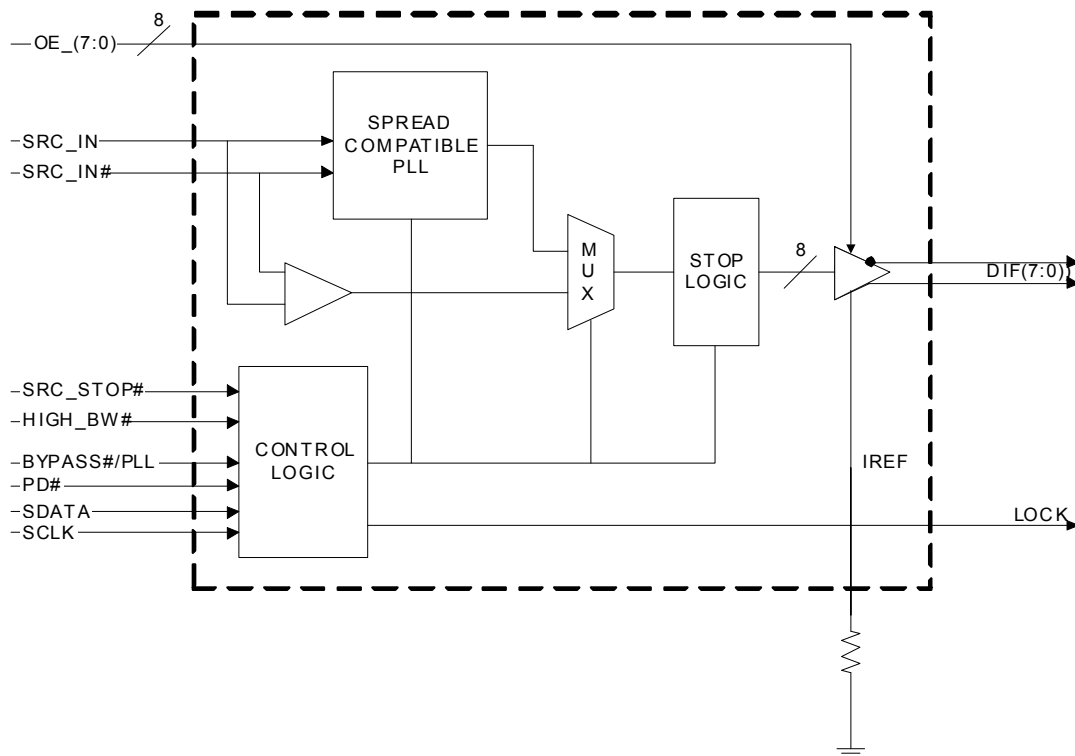 8
OE_(7:0)
SPREAD
COMPATIBLE
PLL
SRC_IN
SRC_IN#
MUX
STOP
LOGIC
8
DIF(7:0))
SRC_STOP#
HIGH_BW#
BYPASS#/PLL
PD#
SDATA
SCLK
CONTROL
LOGIC
IREF
LOCK